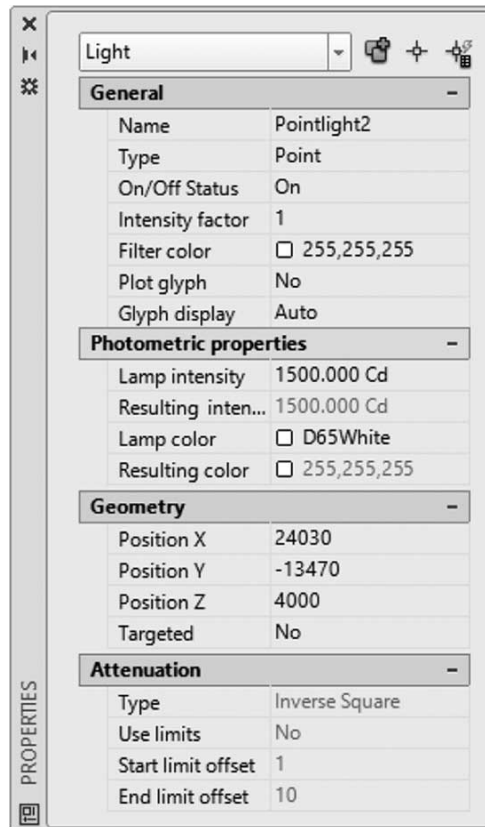 Light
General
Name Pointlight2
Type Point
On/Off Status On
Intensity factor 1
Filter color 255,255,255
Plot glyph No
Glyph display Auto
Photometric properties
Lamp intensity 1500.000 Cd
Resulting inten... 1500.000 Cd
Lamp color D65White
Resulting color 255,255,255
Geometry
Position X 24030
Position Y -13470
Position Z 4000
Targeted No
Attenuation
Type Inverse Square
Use limits No
Start limit offset 1
End limit offset 10
PROPERTIES